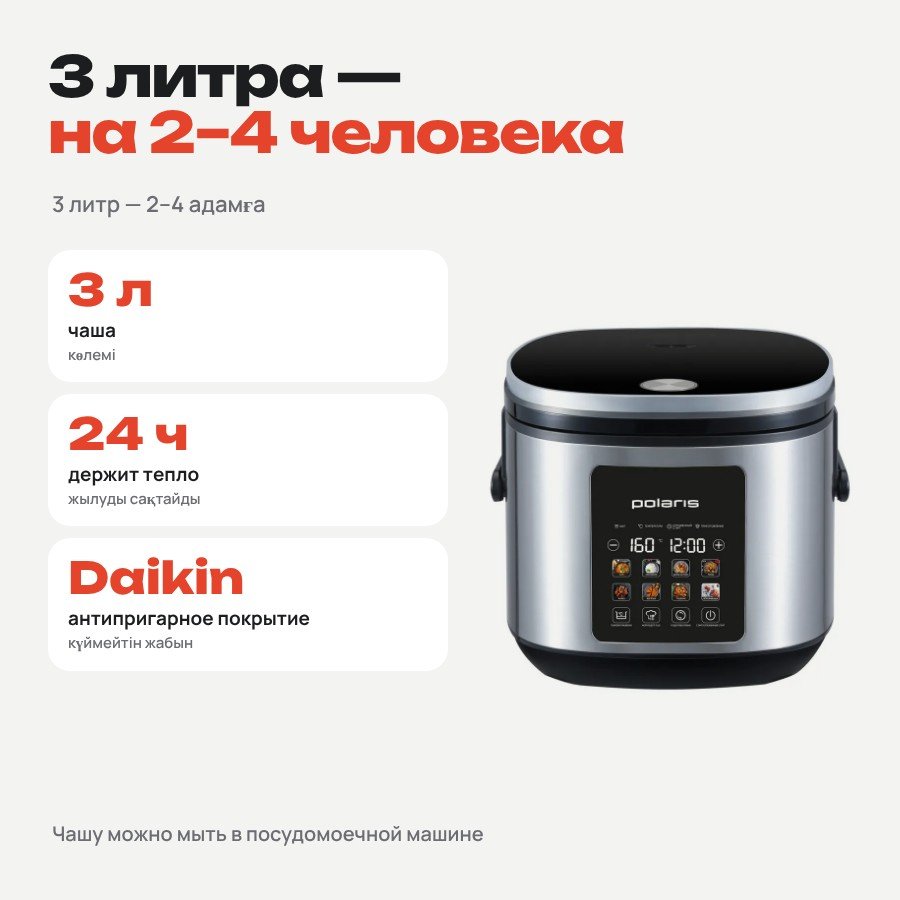 3 литра —
на 2–4 человека
3 литр — 2–4 адамға
3 л
чаша
көлемі
24 ч
держит тепло
жылуды сақтайды
Daikin
антипригарное покрытие
күймейтін жабын
polaris
160 °C 12:00
Чашу можно мыть в посудомоечной машине